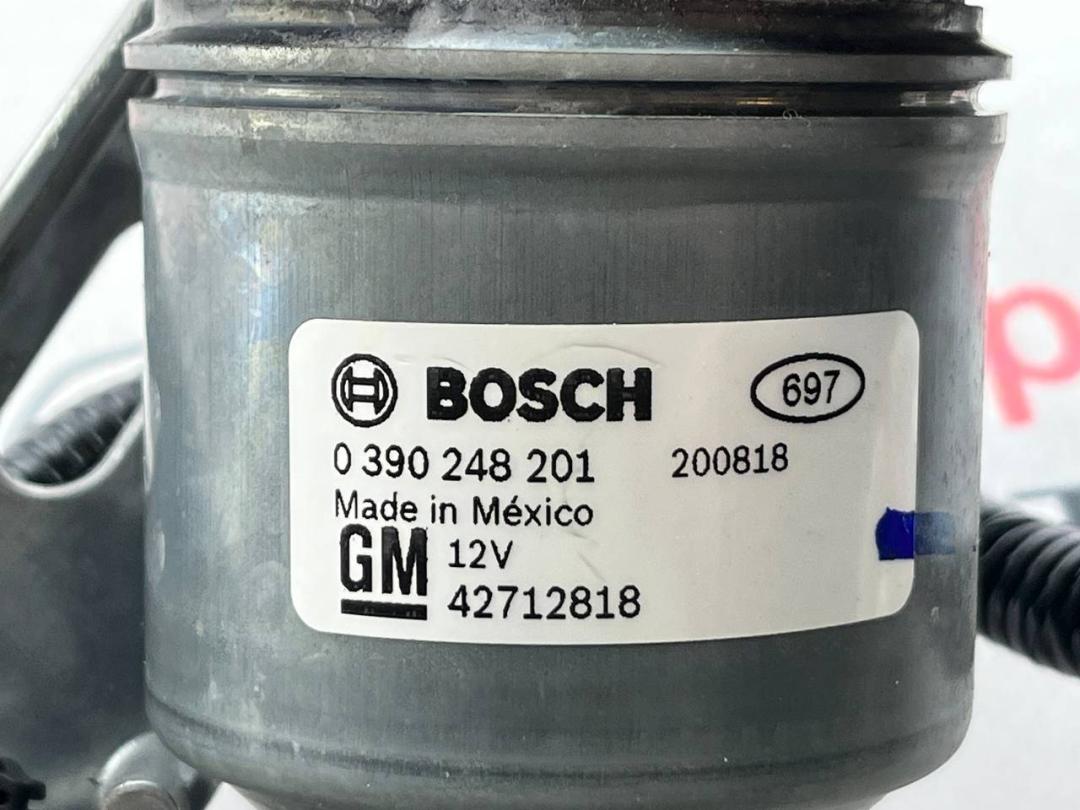 BOSCH 697
0 390 248 201 200818
Made in México
GM 12V
42712818
p